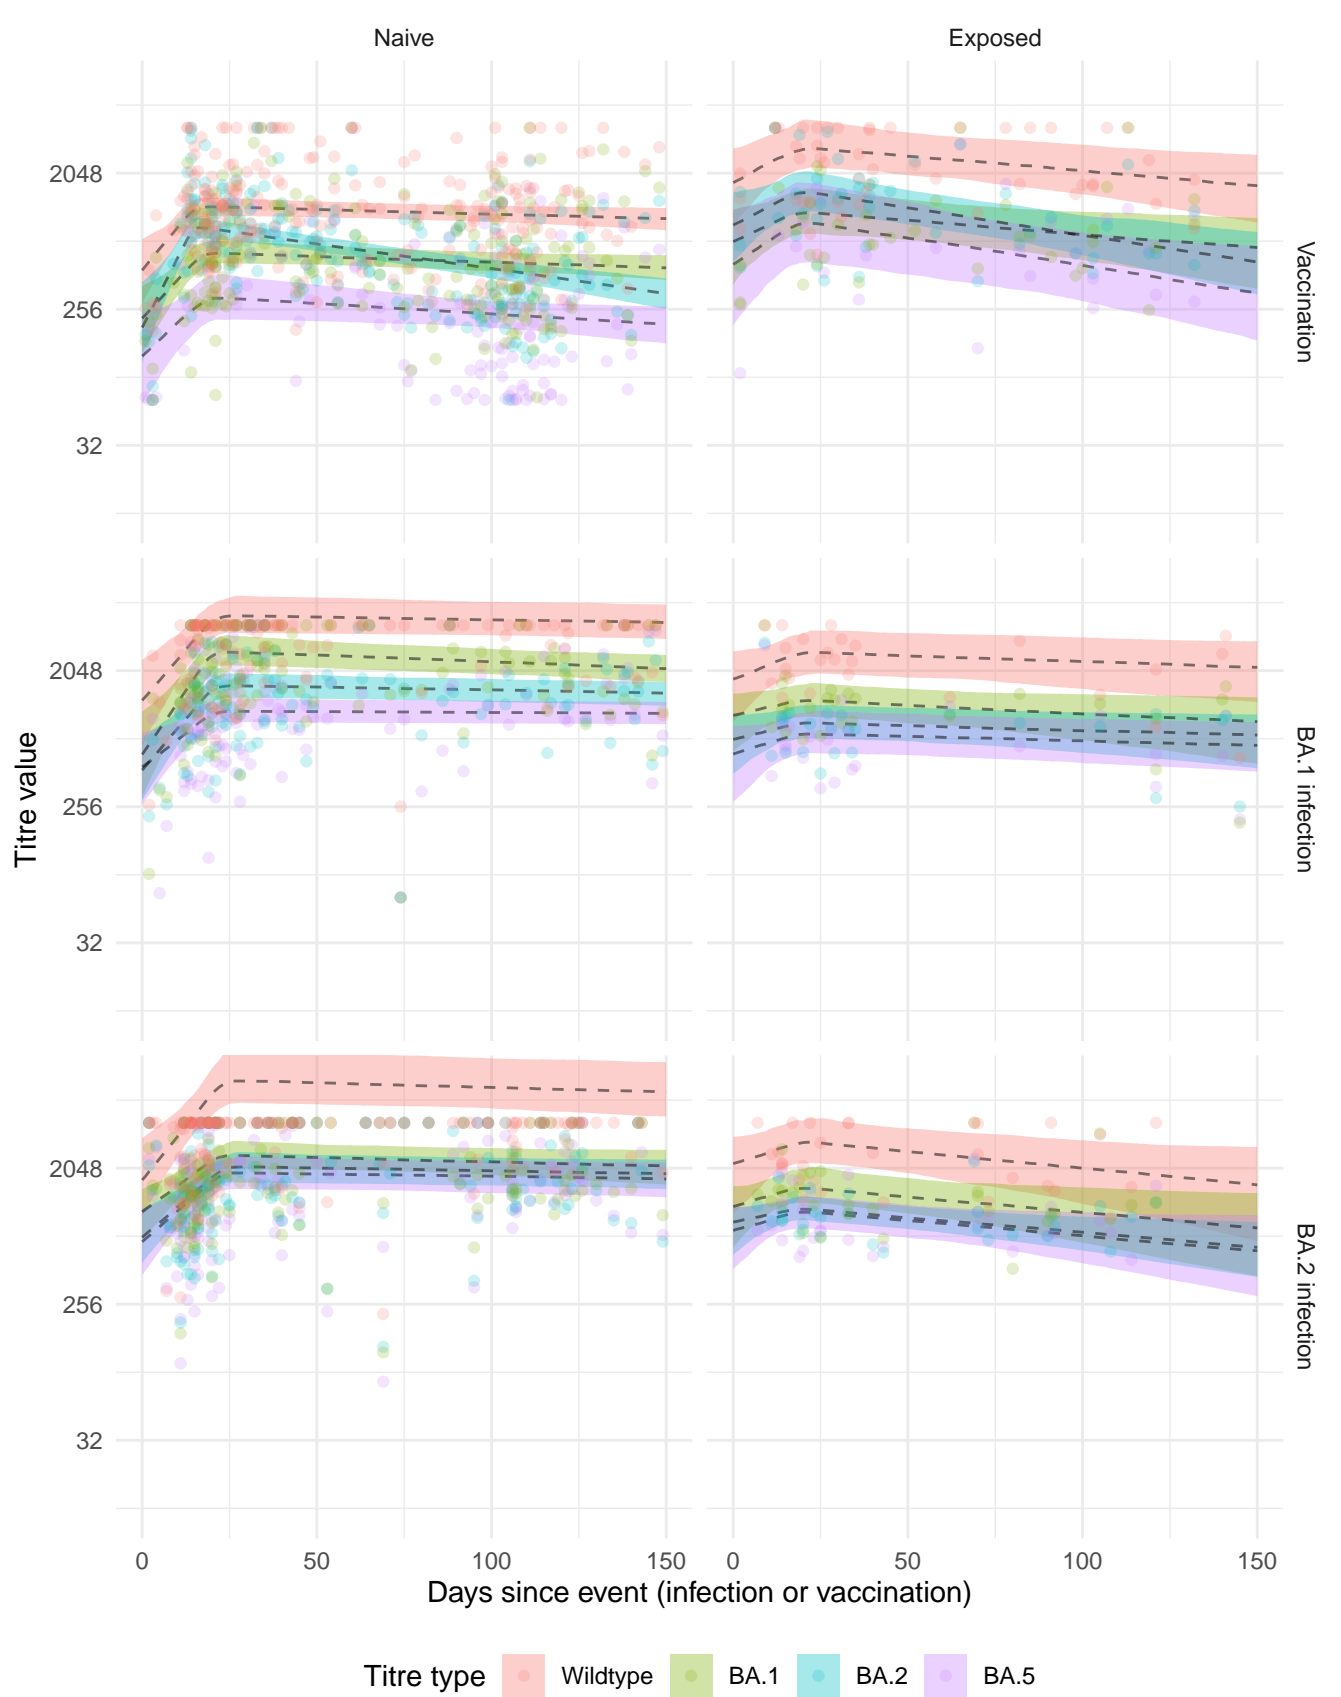 Naive Exposed
2048
256
32
Vaccination
2048
256
32
BA.1 infection
2048
256
32
BA.2 infection
Titre value
0 50 100 150 0 50 100 150
Days since event (infection or vaccination)
Titre type Wildtype BA.1 BA.2 BA.5